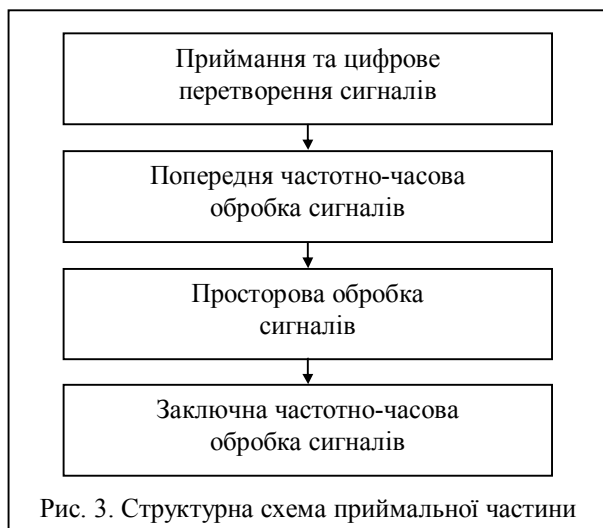 Приймання та цифрове
перетворення сигналів
Попередня частотно-часова
обробка сигналів
Просторова обробка
сигналів
Заключна частотно-часова
обробка сигналів
Рис. 3. Структурна схема приймальної частини